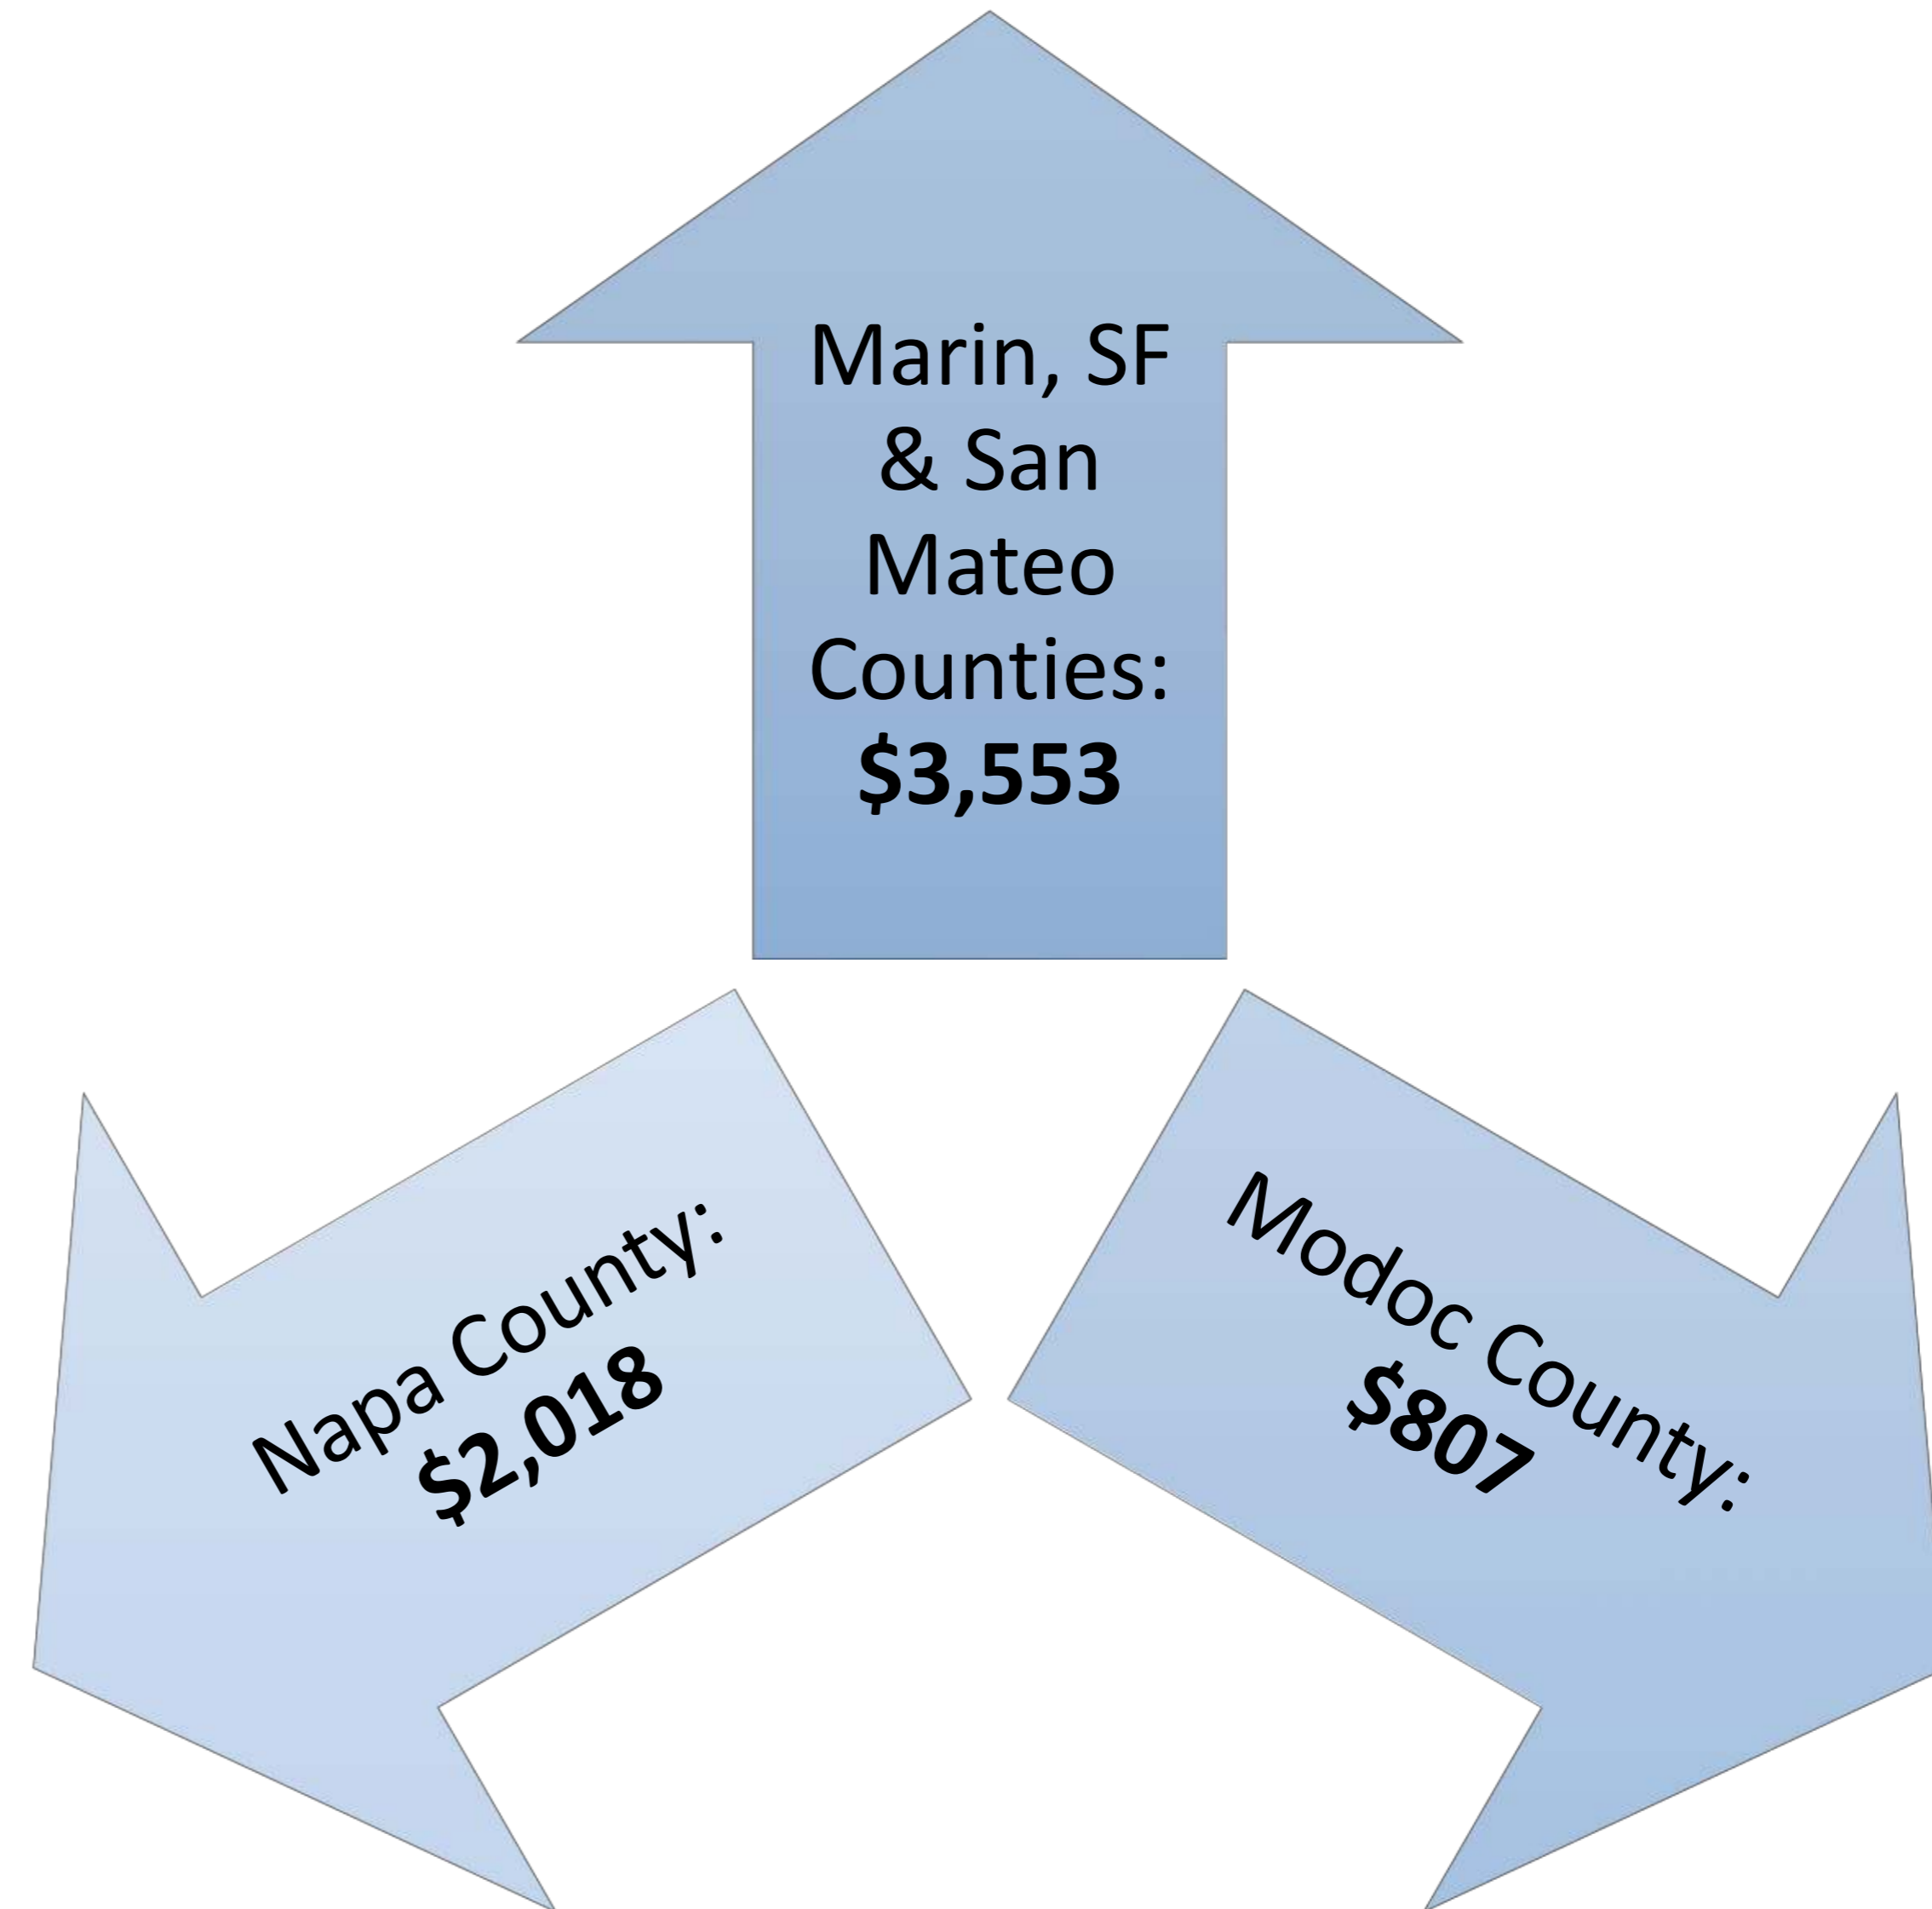 Marin, SF
& San
Mateo
Counties:
$3,553
Napa County:
$2,018
Modoc County:
$807